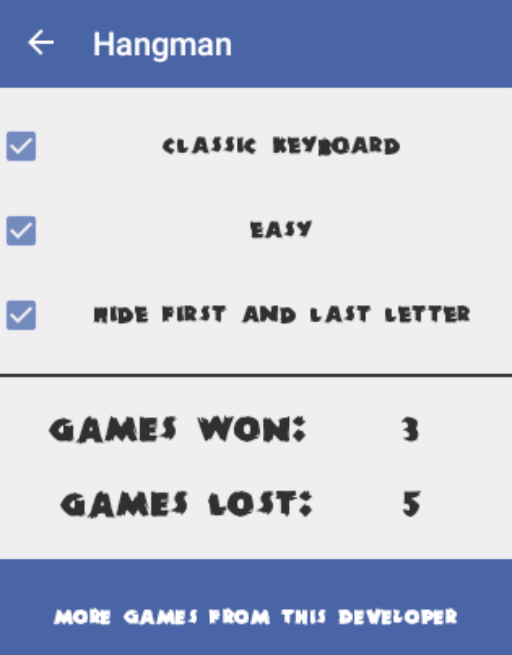 Hangman
CLASSIC KEYBOARD
EASY
HIDE FIRST AND LAST LETTER
GAMES WON: 3
GAMES LOST: 5
MORE GAMES FROM THIS DEVELOPER